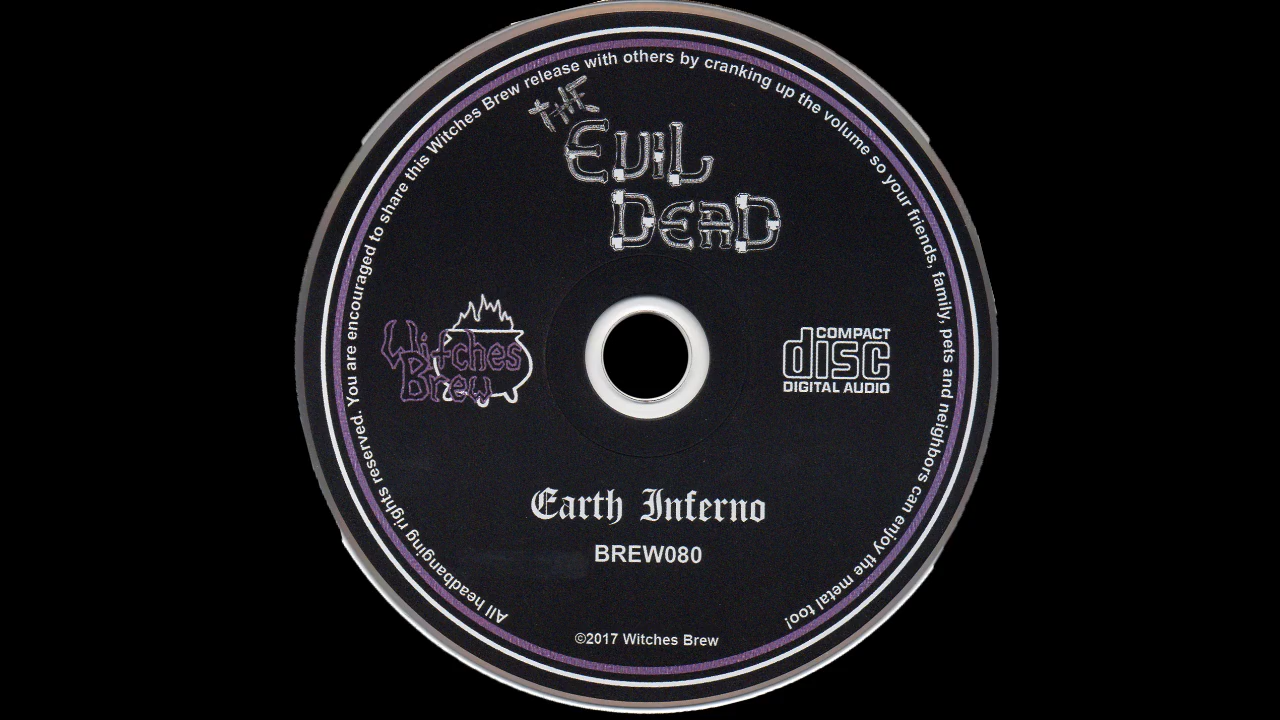 All headbanging rights reserved. You are encouraged to share this Witches Brew release with others by cranking up the volume so your friends, family, pets and neighbors can enjoy the metal too!
THE
EVIL
DEAD
Witches
Brew
COMPACT
disc
DIGITAL AUDIO
Earth Inferno
BREW080
©2017 Witches Brew